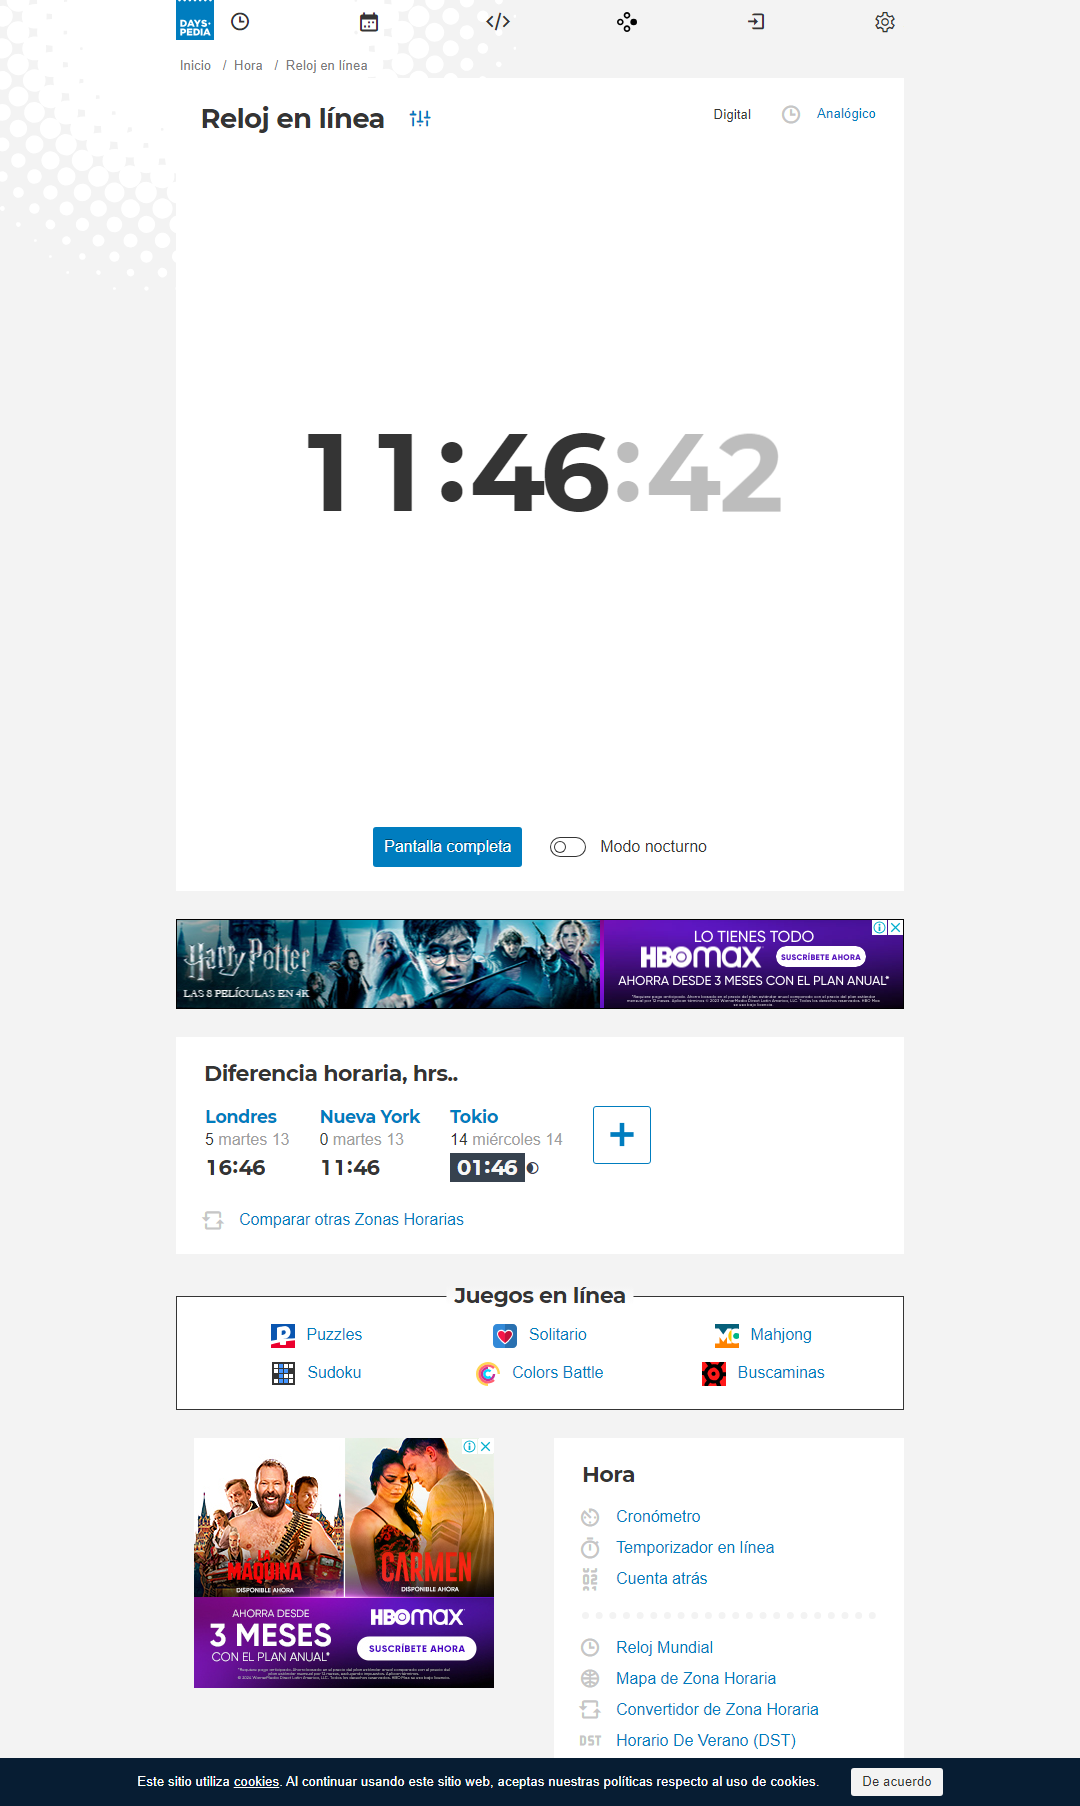 DAYS•
PEDIA
Inicio / Hora / Reloj en línea
Reloj en línea
Digital
Analógico
11:46:42
Pantalla completa
Modo nocturno
Harry Potter
LAS 8 PELÍCULAS EN 4K
LO TIENES TODO
HBOmax
SUSCRÍBETE AHORA
AHORRA DESDE 3 MESES CON EL PLAN ANUAL*
Diferencia horaria, hrs..
Londres
5 martes 13
16:46
Nueva York
0 martes 13
11:46
Tokio
14 miércoles 14
01:46
Comparar otras Zonas Horarias
Juegos en línea
Puzzles
Solitario
Mahjong
Sudoku
Colors Battle
Buscaminas
LA
MÁQUINA
DISPONIBLE AHORA
CARMEN
DISPONIBLE AHORA
AHORRA DESDE
3 MESES
CON EL PLAN ANUAL*
HBOmax
SUSCRÍBETE AHORA
Hora
Cronómetro
Temporizador en línea
Cuenta atrás
Reloj Mundial
Mapa de Zona Horaria
Convertidor de Zona Horaria
DST Horario De Verano (DST)
Este sitio utiliza cookies. Al continuar usando este sitio web, aceptas nuestras políticas respecto al uso de cookies.
De acuerdo